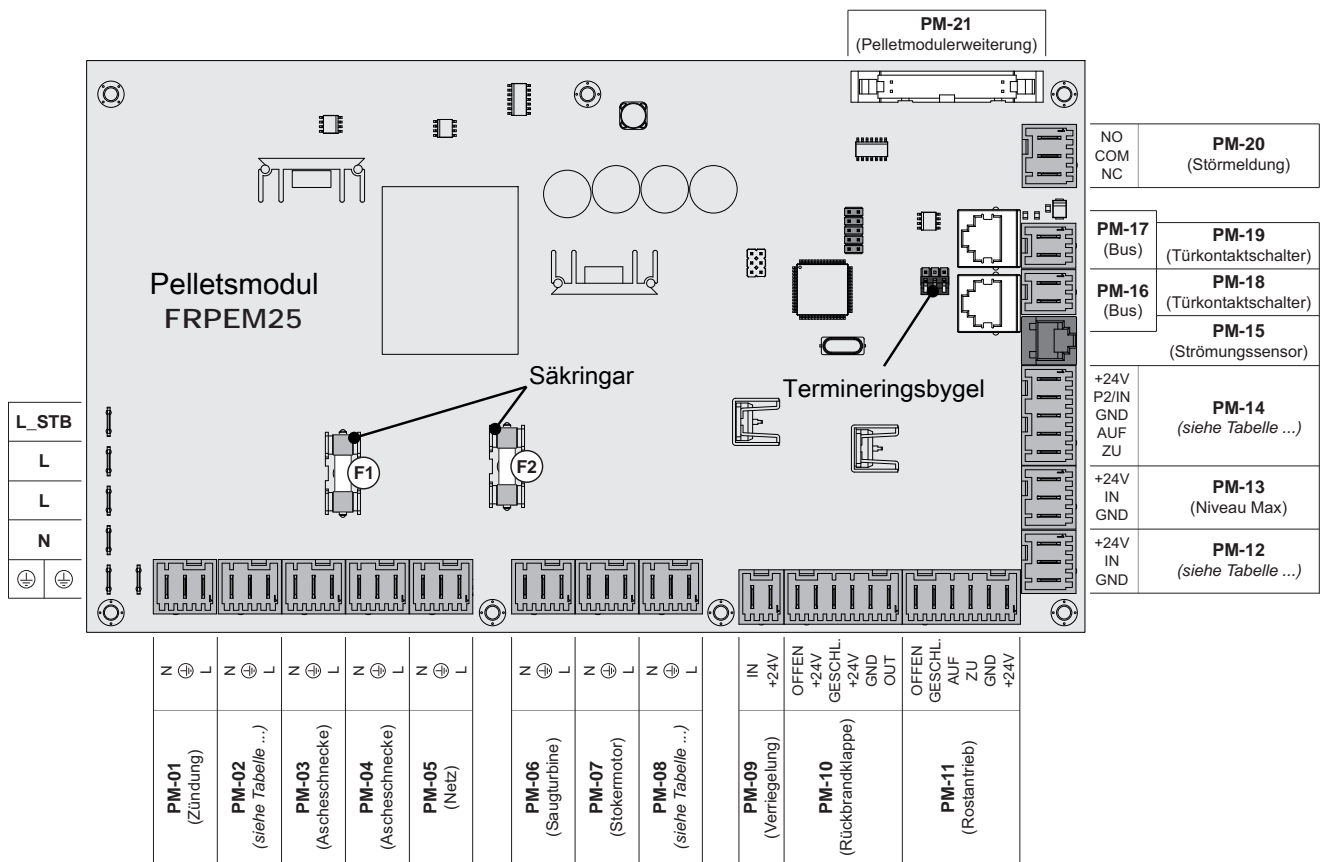 PM-21
(Pelletmodulerweiterung)
NO
COM
NC
PM-20
(Störmeldung)
PM-17
(Bus)
PM-19
(Türkontaktschalter)
PM-16
(Bus)
PM-18
(Türkontaktschalter)
PM-15
(Strömungssensor)
+24V
P2/IN
GND
AUF
ZU
PM-14
(siehe Tabelle ...)
+24V
IN
GND
PM-13
(Niveau Max)
+24V
IN
GND
PM-12
(siehe Tabelle ...)
Pelletsmodul
FRPEM25
Säkringar
Termineringsbygel
F1
F2
L_STB
L
L
N
N L
N L
N L
N L
N L
N L
N L
N L
IN
+24V
OFFEN
+24V
GESCHL.
+24V
GND
OUT
OFFEN
GESCHL.
AUF
ZU
GND
+24V
PM-01
(Zündung)
PM-02
(siehe Tabelle ...)
PM-03
(Ascheschnecke)
PM-04
(Ascheschnecke)
PM-05
(Netz)
PM-06
(Saugturbine)
PM-07
(Stokermotor)
PM-08
(siehe Tabelle ...)
PM-09
(Verriegelung)
PM-10
(Rückbrandklappe)
PM-11
(Rostantrieb)